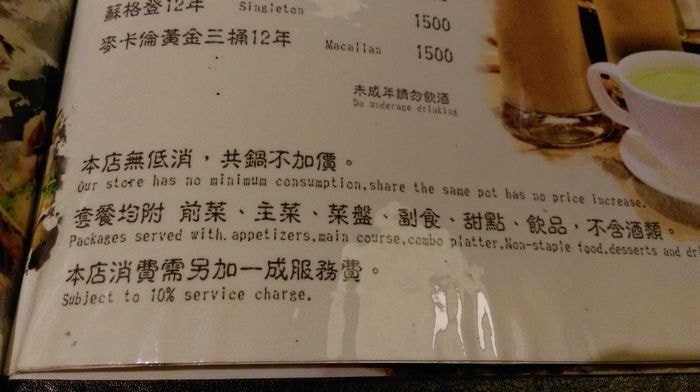 蘇格登12年 Singleton 1500
麥卡倫黃金三桶12年 Macallan 1500
未成年請勿飲酒
Do underage drinking
本店無低消，共鍋不加價。
Our store has no minimum consumption,share the same pot has no price increase.
套餐均附 前菜、主菜、菜盤、副食、甜點、飲品，不含酒類。
Packages served with appetizers,main course,combo platter,Non-staple food,desserts and
本店消費需另加一成服務費。
Subject to 10% service charge.